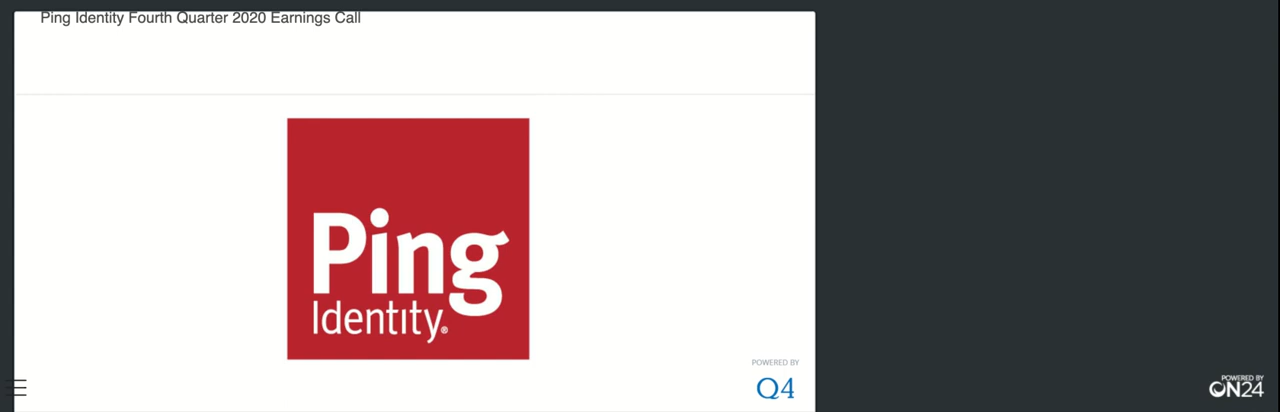 Ping Identity Fourth Quarter 2020 Earnings Call
Ping
Identity®
POWERED BY
Q4
POWERED BY
ON24